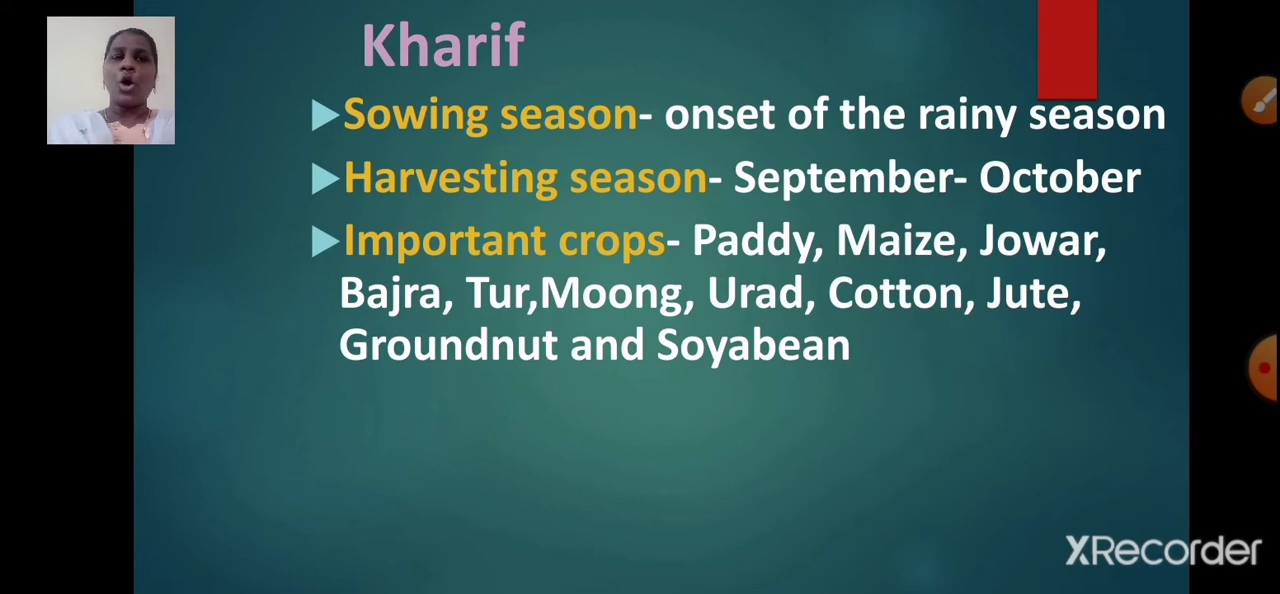 Kharif
Sowing season- onset of the rainy season
Harvesting season- September- October
Important crops- Paddy, Maize, Jowar,
Bajra, Tur,Moong, Urad, Cotton, Jute,
Groundnut and Soyabean
XRecorder